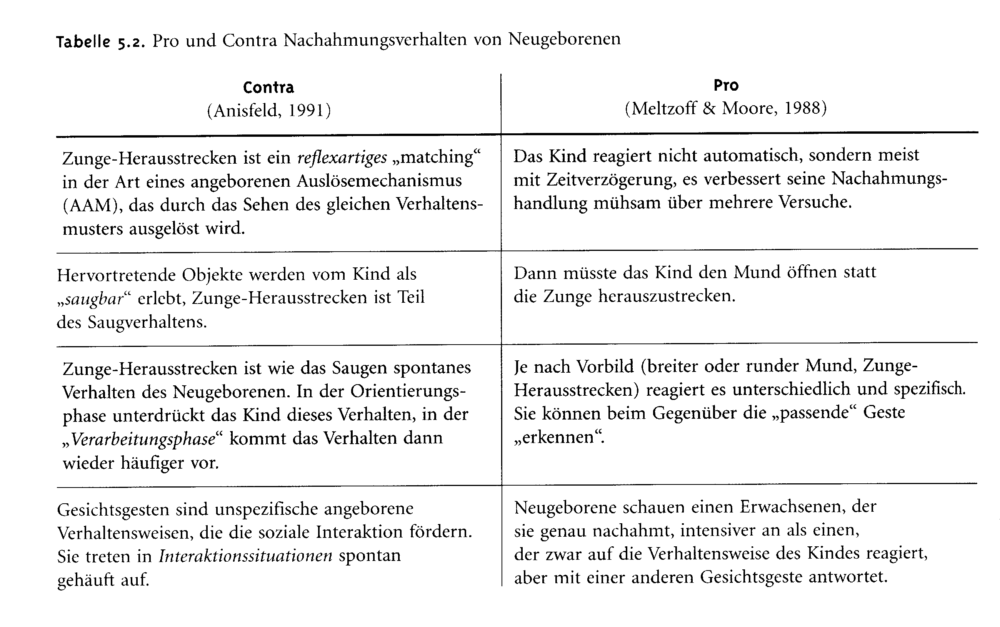 Tabelle 5.2. Pro und Contra Nachahmungsverhalten von Neugeborenen
Contra
(Anisfeld, 1991)
Pro
(Meltzoff & Moore, 1988)
Zunge-Herausstrecken ist ein reflexartiges „matching“
in der Art eines angeborenen Auslösemechanismus
(AAM), das durch das Sehen des gleichen Verhaltens-
musters ausgelöst wird.
Das Kind reagiert nicht automatisch, sondern meist
mit Zeitverzögerung, es verbessert seine Nachahmungs-
handlung mühsam über mehrere Versuche.
Hervortretende Objekte werden vom Kind als
„saugbar“ erlebt, Zunge-Herausstrecken ist Teil
des Saugverhaltens.
Dann müsste das Kind den Mund öffnen statt
die Zunge herauszustrecken.
Zunge-Herausstrecken ist wie das Saugen spontanes
Verhalten des Neugeborenen. In der Orientierungs-
phase unterdrückt das Kind dieses Verhalten, in der
„Verarbeitungsphase“ kommt das Verhalten dann
wieder häufiger vor.
Je nach Vorbild (breiter oder runder Mund, Zunge-
Herausstrecken) reagiert es unterschiedlich und spezifisch.
Sie können beim Gegenüber die „passende“ Geste
„erkennen“.
Gesichtsgesten sind unspezifische angeborene
Verhaltensweisen, die die soziale Interaktion fördern.
Sie treten in Interaktionssituationen spontan
gehäuft auf.
Neugeborene schauen einen Erwachsenen, der
sie genau nachahmt, intensiver an als einen,
der zwar auf die Verhaltensweise des Kindes reagiert,
aber mit einer anderen Gesichtsgeste antwortet.